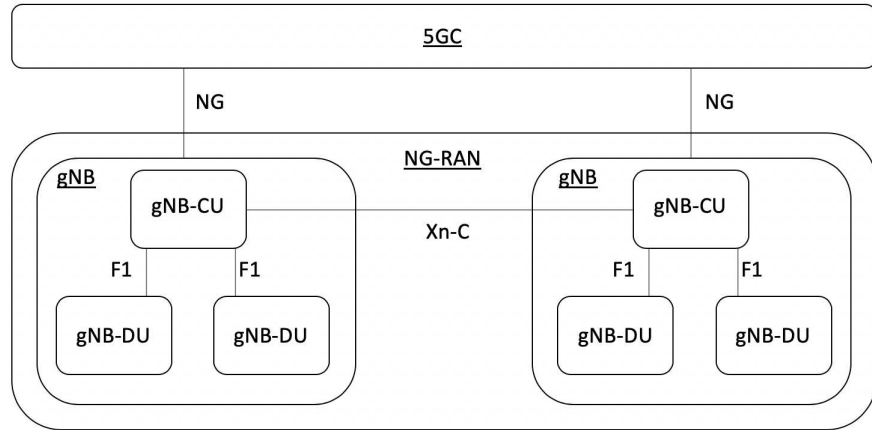 5GC
NG
NG
NG-RAN
gNB
gNB
gNB-CU
gNB-CU
Xn-C
F1
F1
F1
F1
gNB-DU
gNB-DU
gNB-DU
gNB-DU